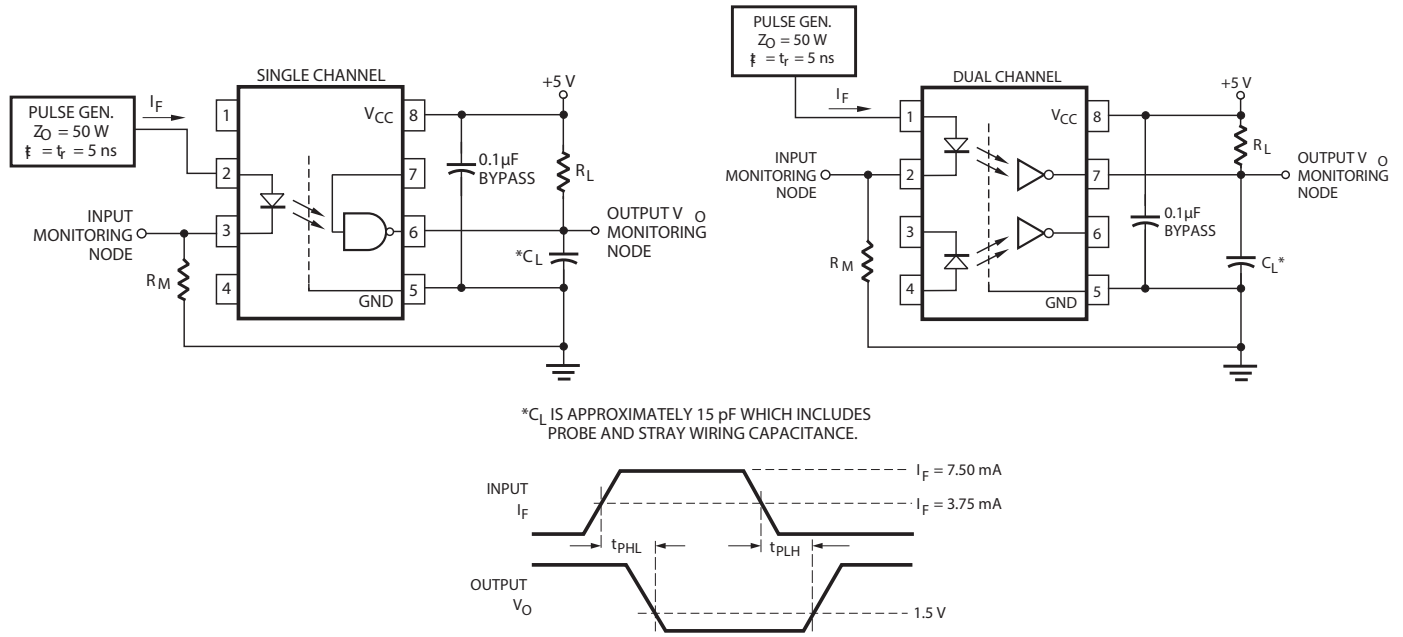 SINGLE CHANNEL
PULSE GEN.
ZO = 50 W
tf = tr = 5 ns
IF
1
2
3
4
8
7
6
5
VCC
GND
+5 V
0.1µF
BYPASS
RL
INPUT
MONITORING
NODE
RM
OUTPUT V O
MONITORING
NODE
*CL
PULSE GEN.
ZO = 50 W
tf = tr = 5 ns
DUAL CHANNEL
IF
1
2
3
4
8
7
6
5
VCC
GND
+5 V
RL
INPUT
MONITORING
NODE
RM
OUTPUT V O
MONITORING
NODE
0.1µF
BYPASS
CL*
*CL IS APPROXIMATELY 15 pF WHICH INCLUDES
PROBE AND STRAY WIRING CAPACITANCE.
INPUT
IF
IF = 7.50 mA
IF = 3.75 mA
tPHL
tPLH
OUTPUT
VO
1.5 V